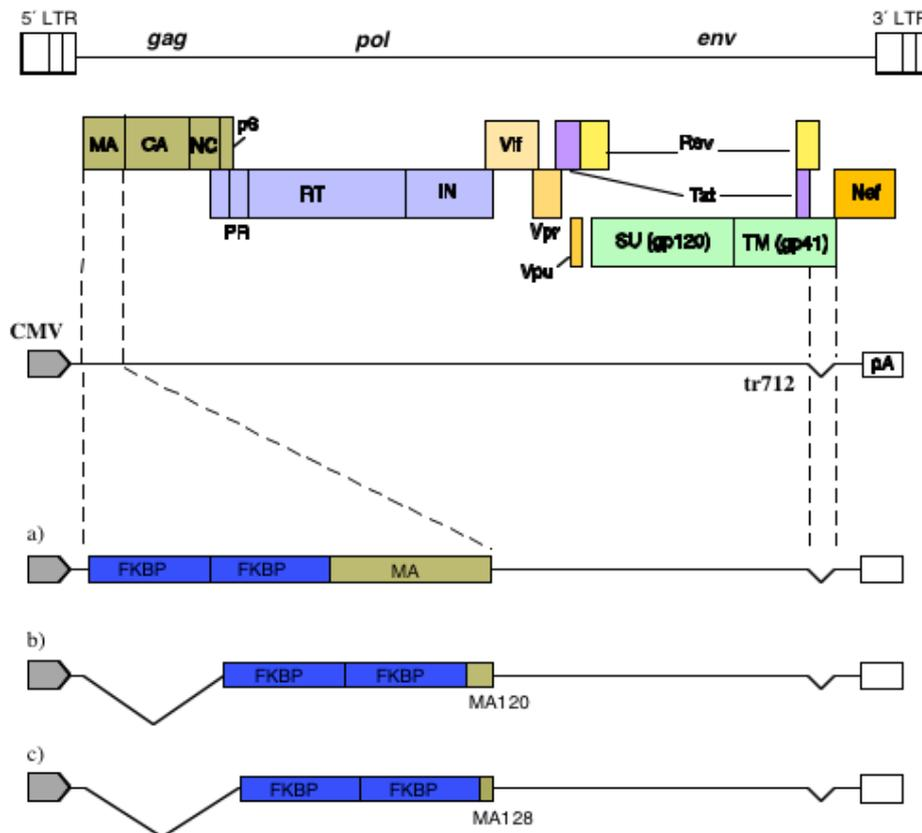 5´ LTR gag pol env 3´ LTR
p6
MA CA NC Vif Rev
RT IN Tat Nef
PR Vpr SU (gp120) TM (gp41)
Vpu
CMV
pA
tr712
a)
FKBP FKBP MA
b)
FKBP FKBP
MA120
c)
FKBP FKBP
MA128